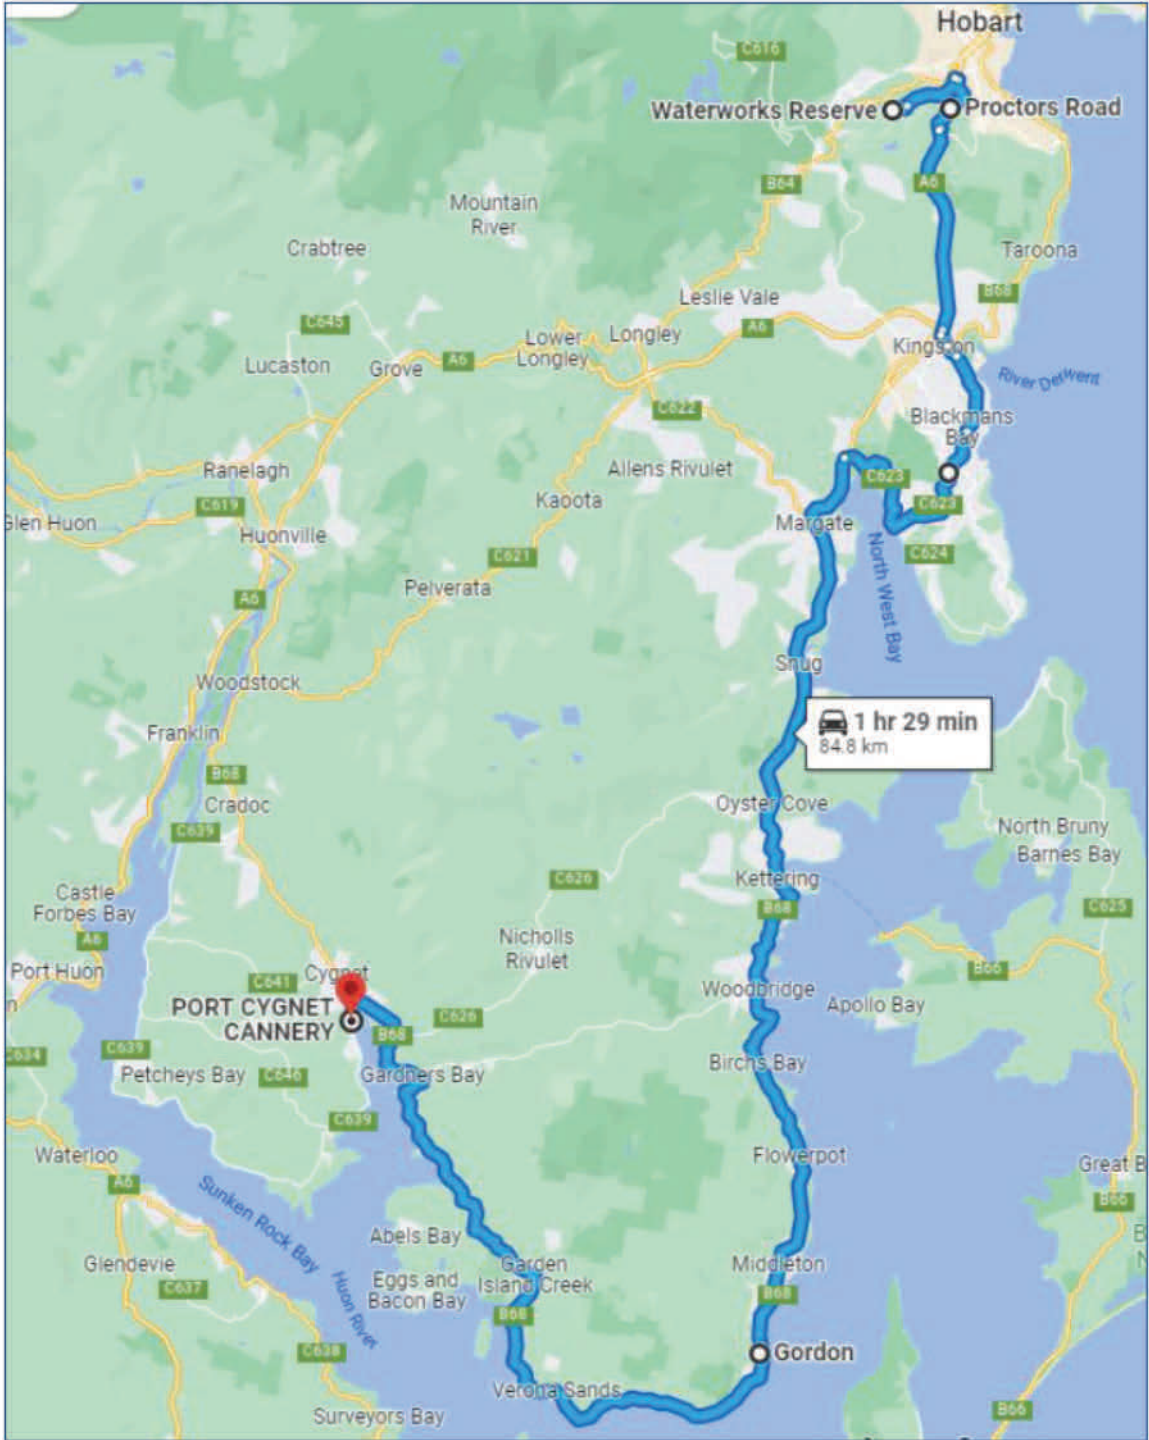 Hobart
C616
Waterworks Reserve
Proctors Road
B64
A6
Mountain
River
Crabtree
Taroona
Leslie Vale
B68
C645
A6
Lower
Longley
Longley
Kingston
Lucaston
Grove
A6
River Derwent
C622
Blackmans
Bay
Ranelagh
Allens Rivulet
C623
C619
Kaoota
C623
Glen Huon
Margate
Huonville
North West Bay
C624
C621
Pelverata
A6
Snug
Woodstock
1 hr 29 min
84.8 km
Franklin
B68
Cradoc
Oyster Cove
C639
North Bruny
Barnes Bay
C626
Kettering
Castle
Forbes Bay
B68
C625
A6
Nicholls
Rivulet
Port Huon
Cygnet
B66
C641
Woodbridge
PORT CYGNET
CANNERY
Apollo Bay
C626
B68
C639
C634
Birchs Bay
Petcheys Bay
C646
Gardners Bay
C639
Waterloo
Flowerpot
Great B
A6
B66
Sunken Rock Bay
Abels Bay
Glendevie
Garden
Island Creek
Middleton
Eggs and
Bacon Bay
C637
Huon River
B68
B68
C638
Gordon
Verona Sands
Surveyors Bay
B66